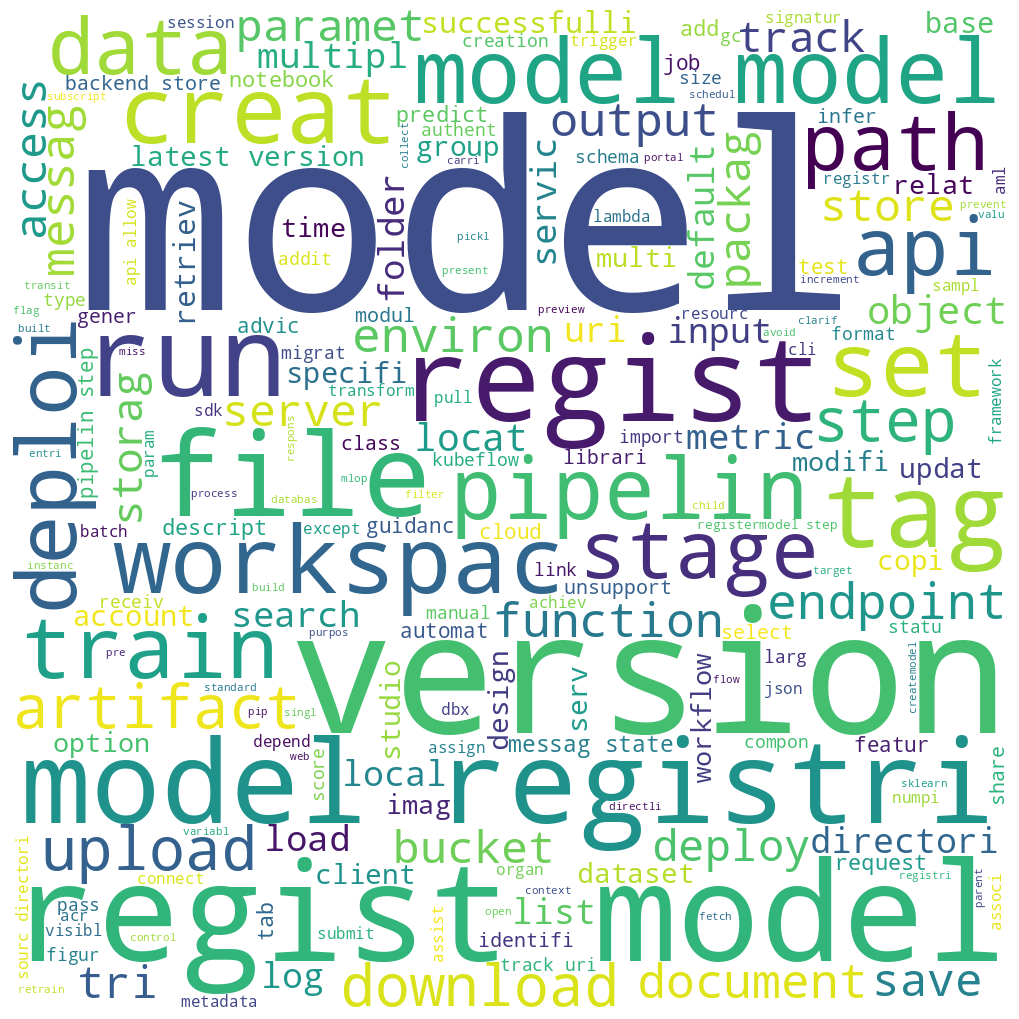 session
paramet
successfulli
signatur
base
data
creation
trigger
add
gc
track
multipl
model
model
job
backend store
notebook
size
subscript
schedul
access
creat
messag
predict
authent
group
collect
output
infer
path
latest version
carri
servic
schema
portal
default
packag
registr
relat
aml
model
folder
time
retriev
api allow
lambda
store
prevent
valu
pickl
addit
multi
test
api
transit
type
present
increment
sampl
flag
gener
preview
modul
resourc
object
built
advic
environ
uri
input
clarif
avoid
format
deploi
run
miss
migrat
specifi
regist
cli
set
framework
pipelin step
transform
pull
sdk
server
storag
param
class
locat
import
metric
step
entri
file
respons
librari
kubeflow
modifi
updat
process
databas
mlop
filter
pipelin
child
tag
batch
descript
except
guidanc
cloud
registermodel step
instanc
workspac
link
stage
copi
build
unsupport
target
receiv
account
search
manual
achiev
endpoint
train
purpos
automat
function
select
statu
pre
version
larg
flow
createmodel
artifact
standard
studio
design
serv
workflow
json
pip
singl
dbx
option
depend
web
assign
messag state
compon
featur
score
model
local
registri
sklearn
share
numpi
imag
directli
variabl
upload
load
bucket
deploy
directori
sourc directori
connect
client
organ
dataset
request
registri
regist model
pass
acr
tab
context
list
fetch
parent
associ
visibl
control
submit
open
assist
identifi
figur
log
track uri
tri
retrain
metadata
download
document
save